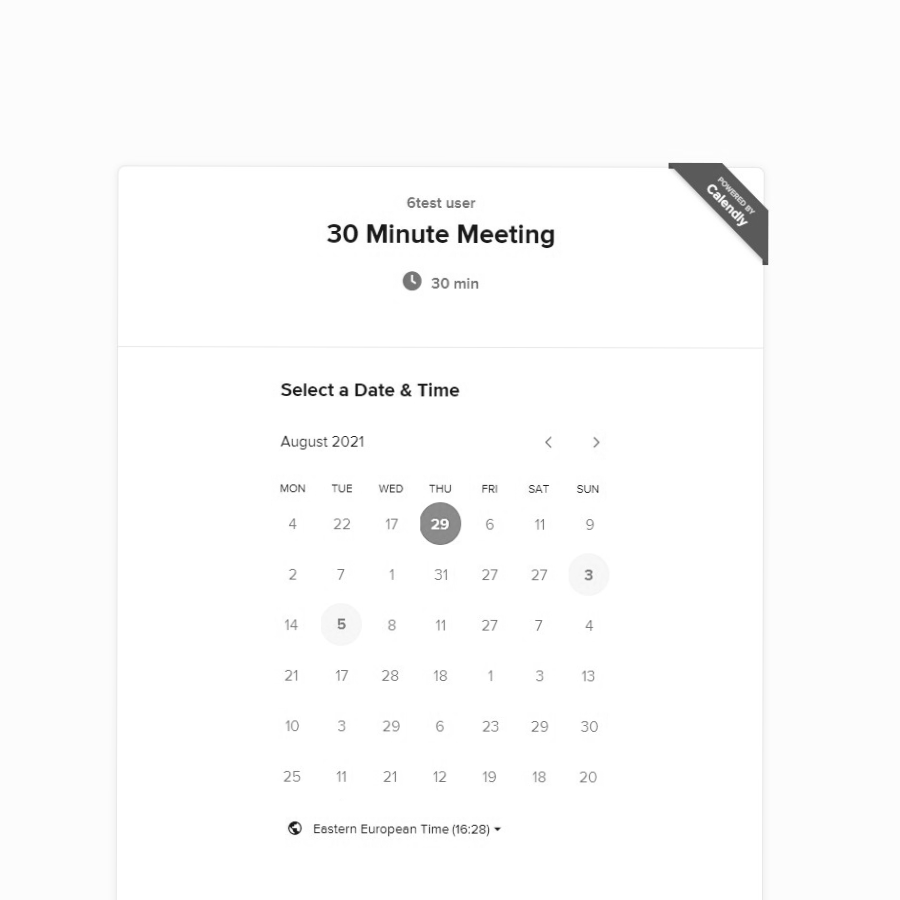 POWERED BY
Calendly
6test user
30 Minute Meeting
30 min
Select a Date & Time
August 2021
MON TUE WED THU FRI SAT SUN
4 22 17 29 6 11 9
2 7 1 31 27 27 3
14 5 8 11 27 7 4
21 17 28 18 1 3 13
10 3 29 6 23 29 30
25 11 21 12 19 18 20
Eastern European Time (16:28)